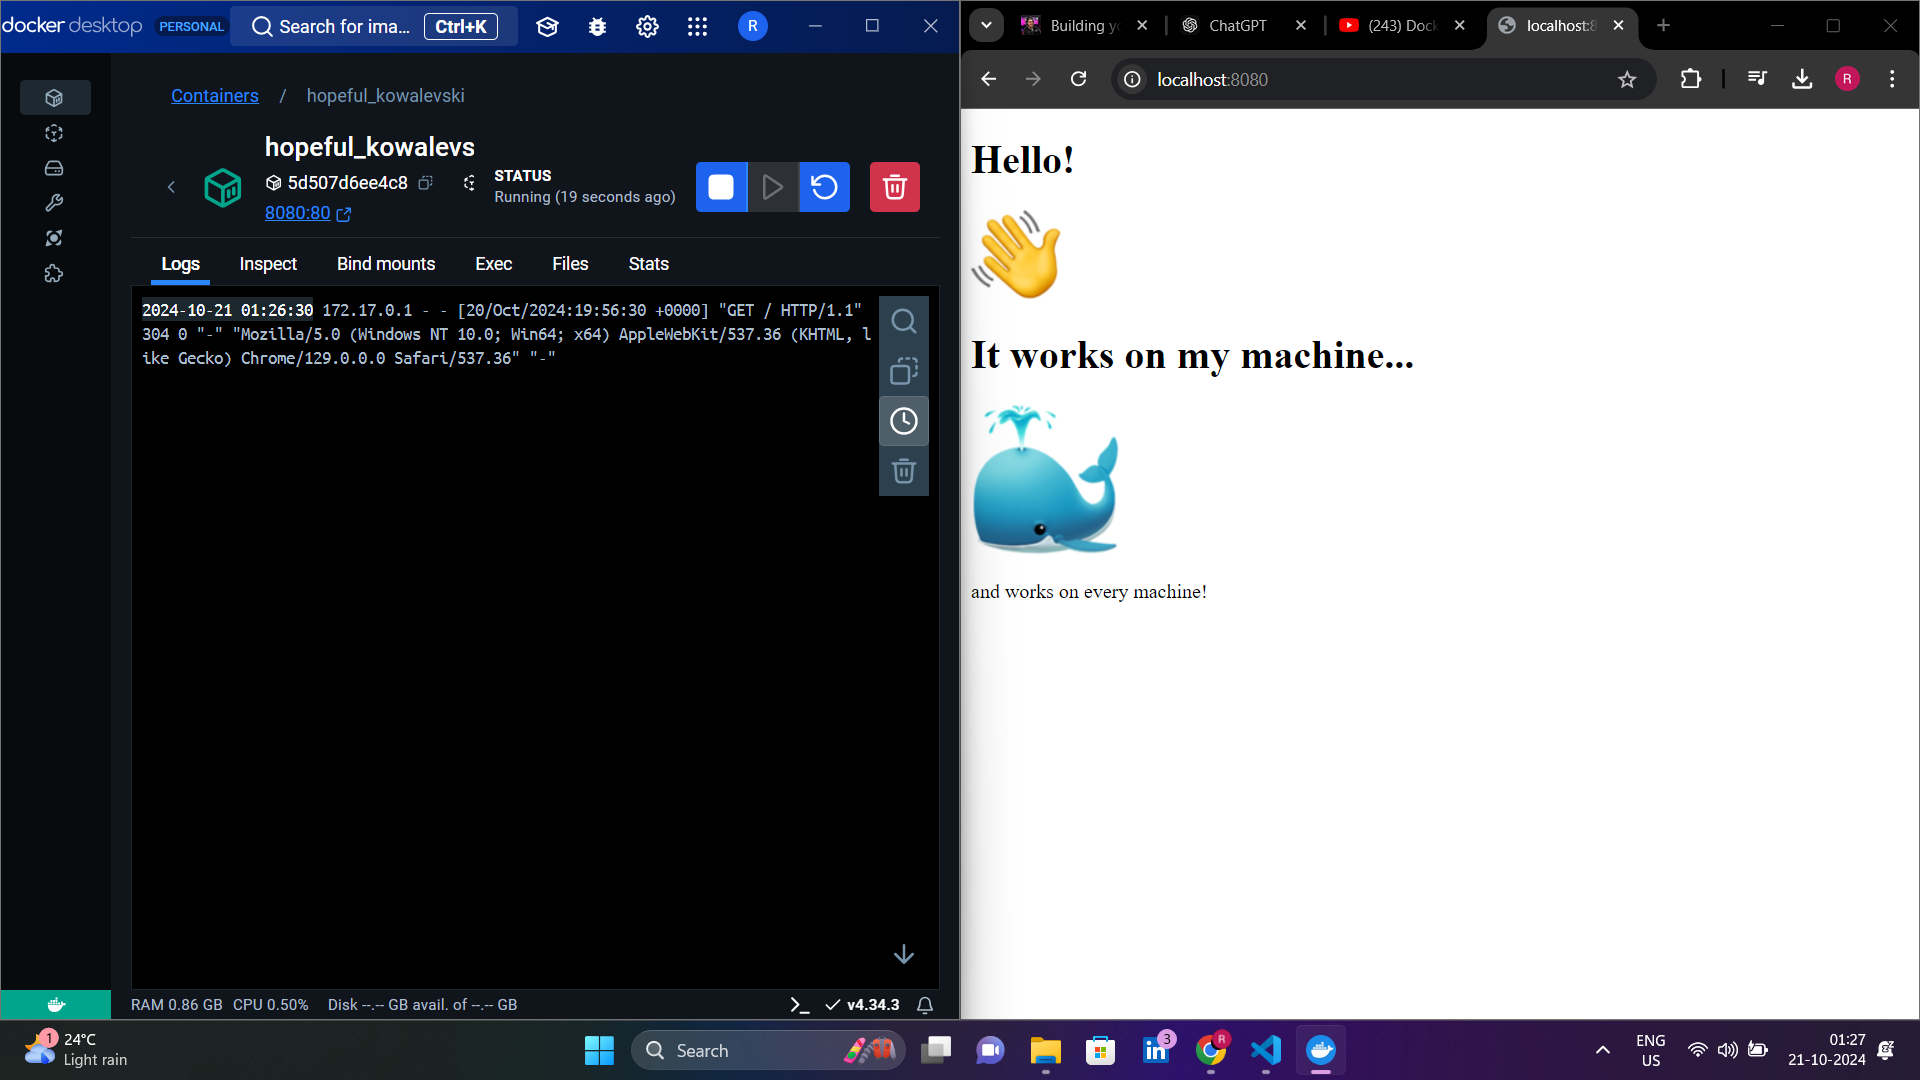 docker desktop PERSONAL Search for ima... Ctrl+K R
Containers / hopeful_kowalevski
hopeful_kowalevs
5d507d6ee4c8
8080:80
STATUS
Running (19 seconds ago)
Logs Inspect Bind mounts Exec Files Stats
2024-10-21 01:26:30 172.17.0.1 - - [20/Oct/2024:19:56:30 +0000] "GET / HTTP/1.1"
304 0 "-" "Mozilla/5.0 (Windows NT 10.0; Win64; x64) AppleWebKit/537.36 (KHTML, l
ike Gecko) Chrome/129.0.0.0 Safari/537.36" "-"
RAM 0.86 GB CPU 0.50% Disk --.-- GB avail. of --.-- GB v4.34.3
Building yo ChatGPT (243) Dock localhost:8
localhost:8080 R
Hello!
It works on my machine...
and works on every machine!
1 24°C
Light rain
Search
3
R
ENG
US
01:27
21-10-2024